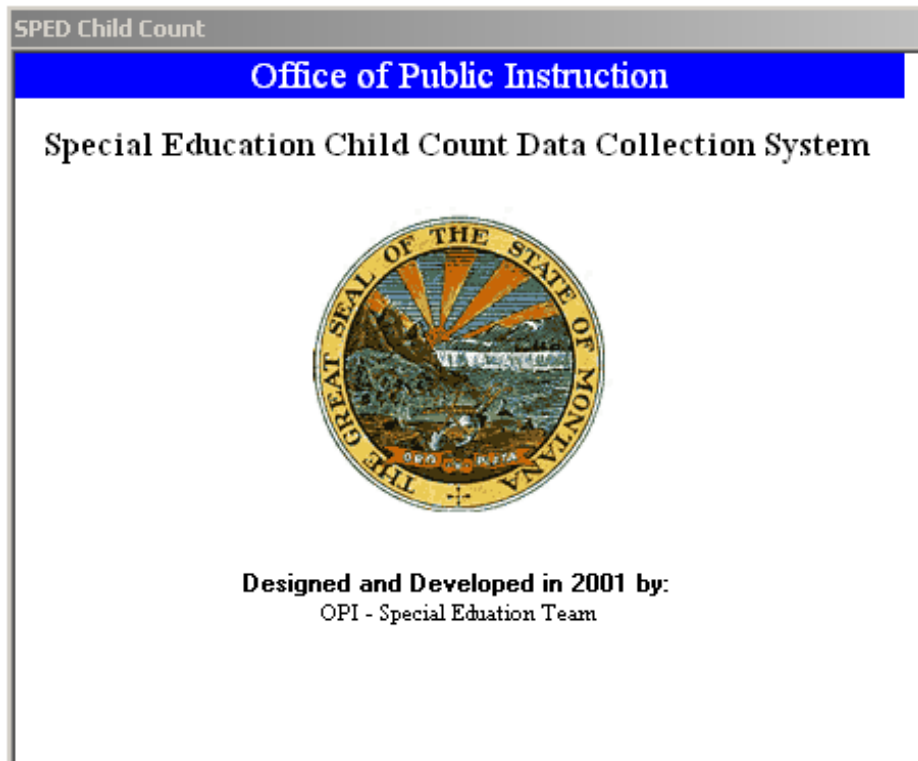 SPED Child Count
Office of Public Instruction
Special Education Child Count Data Collection System
THE GREAT SEAL OF THE STATE OF MONTANA
ORO Y PLATA
Designed and Developed in 2001 by:
OPI - Special Eduation Team